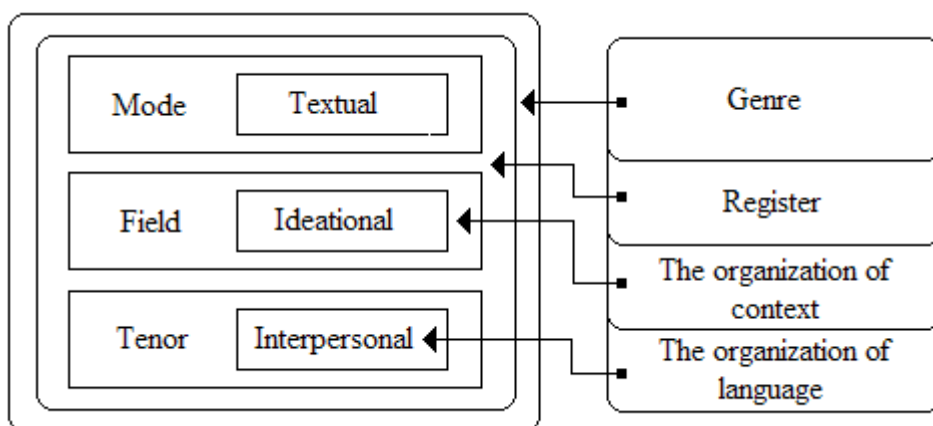 Mode
Textual
Field
Ideational
Tenor
Interpersonal
Genre
Register
The organization of
context
The organization of
language